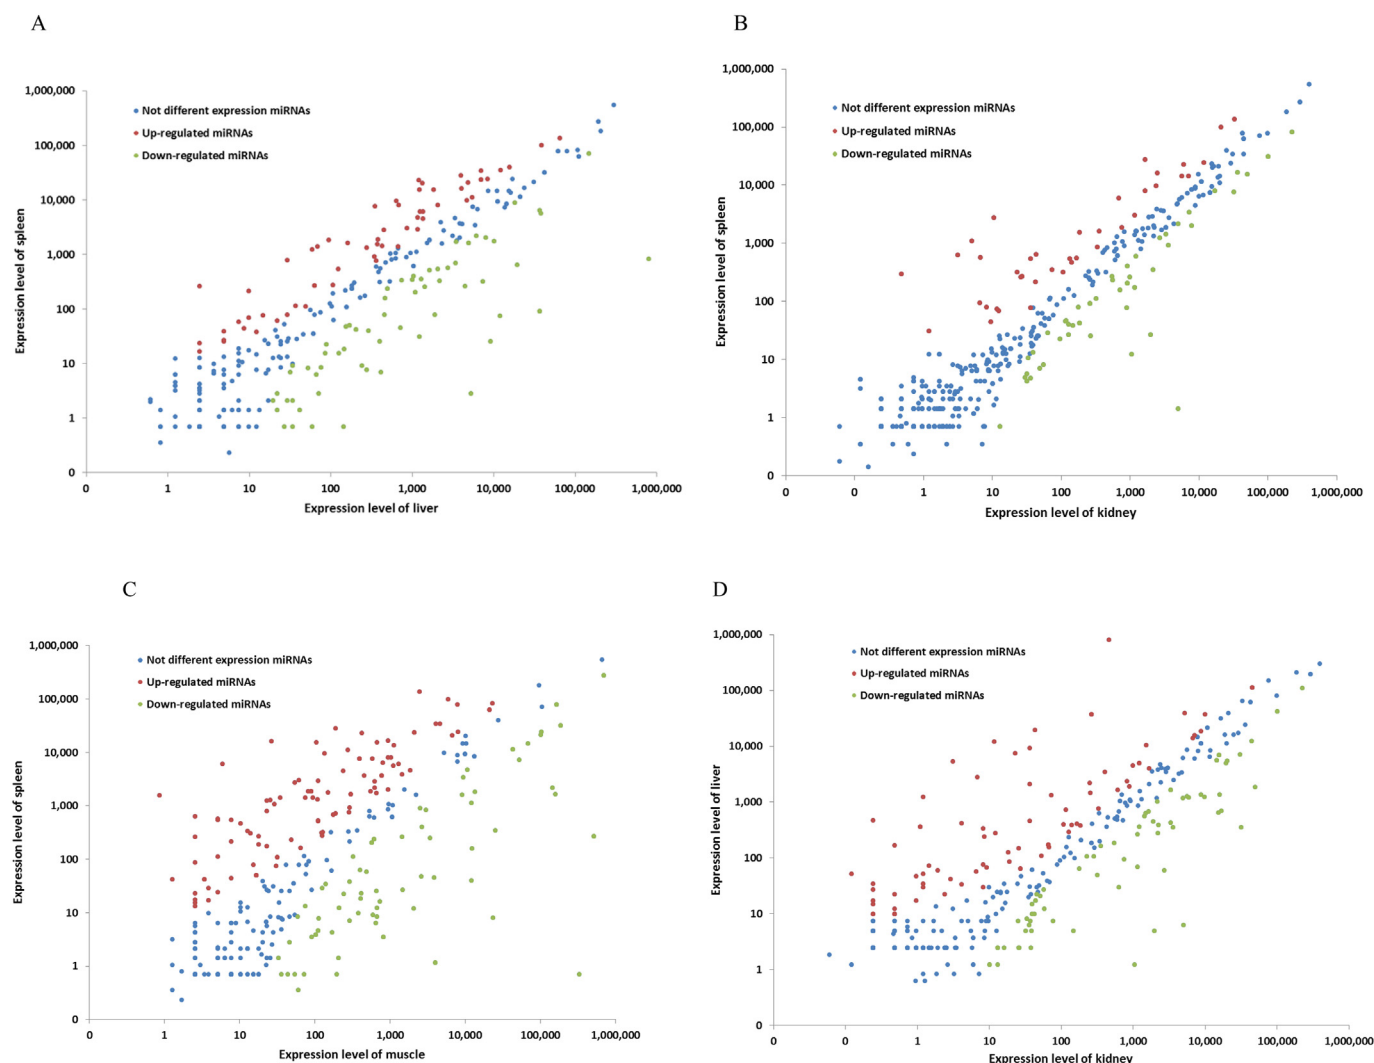 A
1,000,000
100,000
10,000
1,000
100
10
1
0
Expression level of spleen
Not different expression miRNAs
Up-regulated miRNAs
Down-regulated miRNAs
0 1 10 100 1,000 10,000 100,000 1,000,000
Expression level of liver
B
1,000,000
100,000
10,000
1,000
100
10
1
0
Expression level of spleen
Not different expression miRNAs
Up-regulated miRNAs
Down-regulated miRNAs
0 0 1 10 100 1,000 10,000 100,000 1,000,000
Expression level of kidney
C
1,000,000
100,000
10,000
1,000
100
10
1
0
Expression level of spleen
Not different expression miRNAs
Up-regulated miRNAs
Down-regulated miRNAs
0 1 10 100 1,000 10,000 100,000 1,000,000
Expression level of muscle
D
1,000,000
100,000
10,000
1,000
100
10
1
0
Expression level of liver
Not different expression miRNAs
Up-regulated miRNAs
Down-regulated miRNAs
0 0 1 10 100 1,000 10,000 100,000 1,000,000
Expression level of kidney